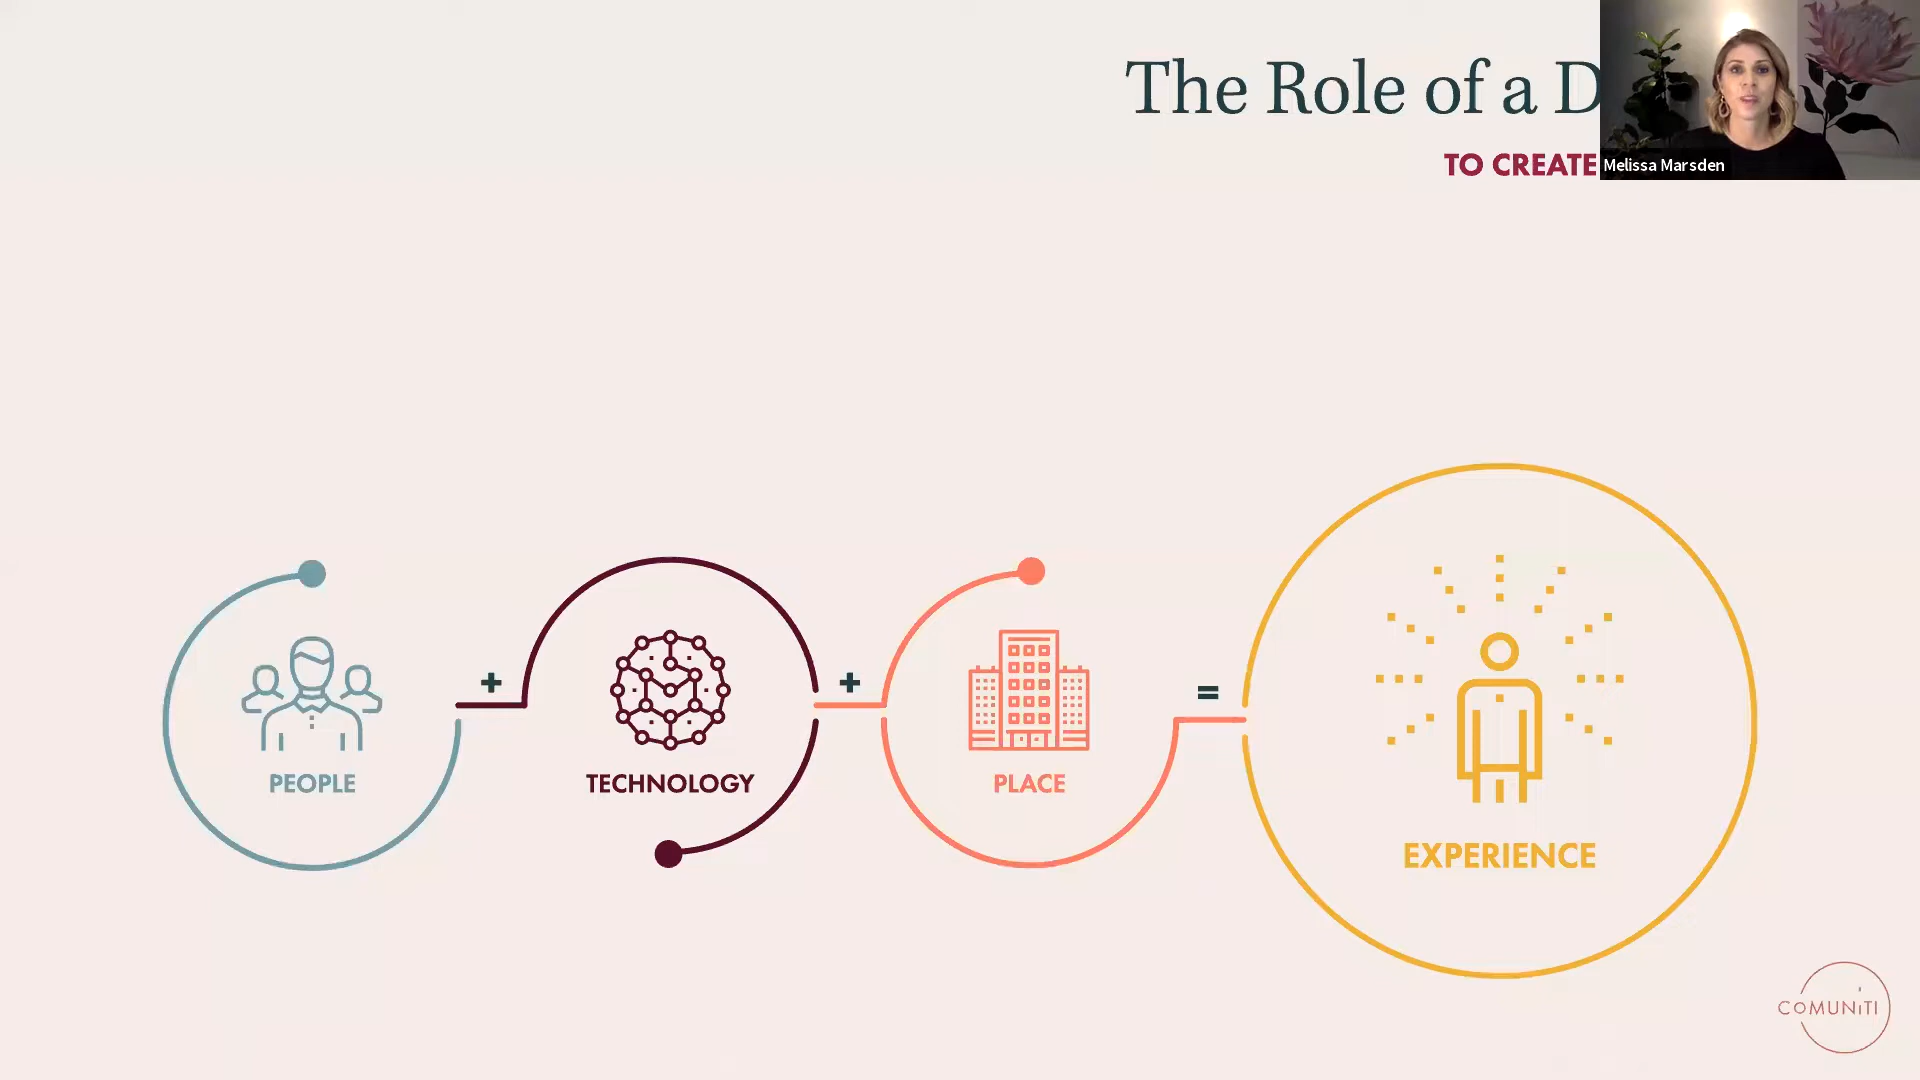 The Role of a D
TO CREATE
Melissa Marsden
+
+
=
PEOPLE
TECHNOLOGY
PLACE
EXPERIENCE
COMUNiTI